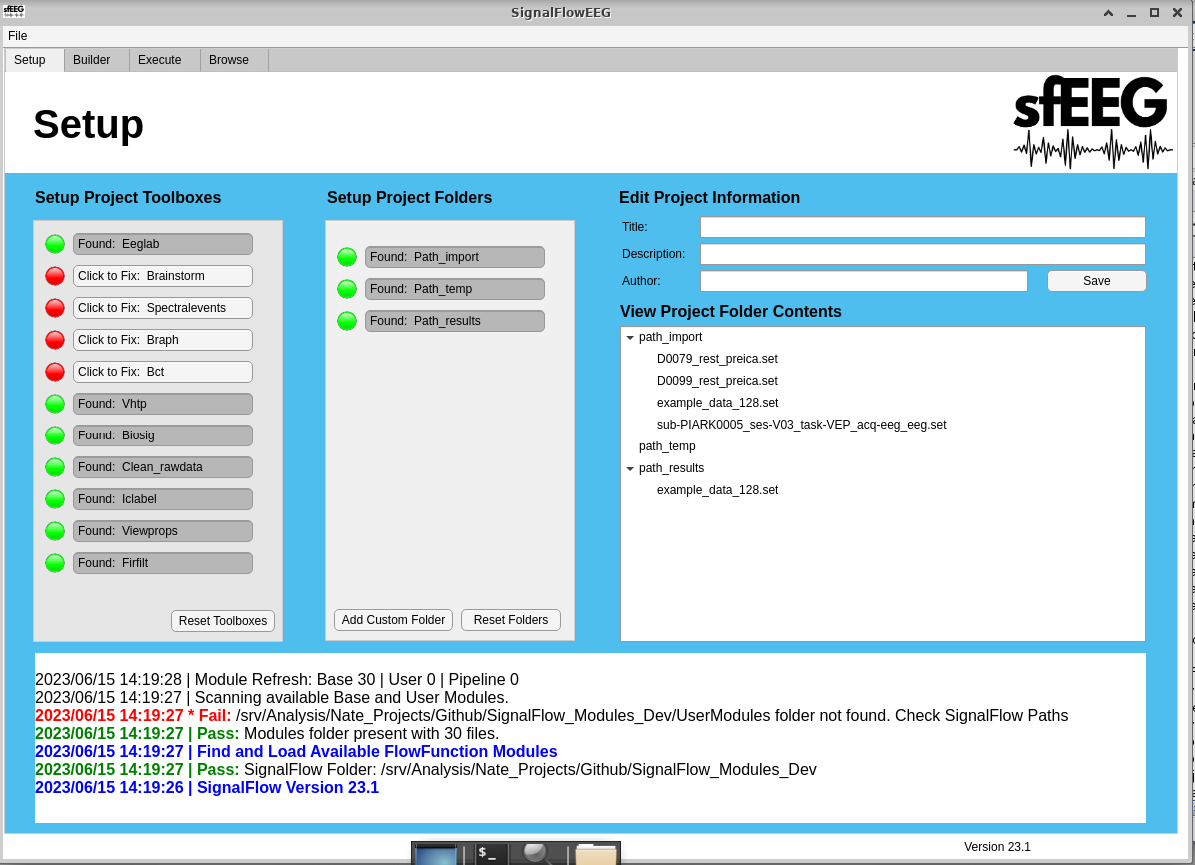 sfEEG
SignalFlowEEG
File
Setup
Builder
Execute
Browse
Setup
sfEEG
Setup Project Toolboxes
Found: Eeglab
Click to Fix: Brainstorm
Click to Fix: Spectralevents
Click to Fix: Braph
Click to Fix: Bct
Found: Vhtp
Found: Biosig
Found: Clean_rawdata
Found: Iclabel
Found: Viewprops
Found: Firfilt
Reset Toolboxes
Setup Project Folders
Found: Path_import
Found: Path_temp
Found: Path_results
Add Custom Folder
Reset Folders
Edit Project Information
Title:
Description:
Author:
Save
View Project Folder Contents
path_import
D0079_rest_preica.set
D0099_rest_preica.set
example_data_128.set
sub-PIARK0005_ses-V03_task-VEP_acq-eeg_eeg.set
path_temp
path_results
example_data_128.set
2023/06/15 14:19:28 | Module Refresh: Base 30 | User 0 | Pipeline 0
2023/06/15 14:19:27 | Scanning available Base and User Modules.
2023/06/15 14:19:27 * Fail: /srv/Analysis/Nate_Projects/Github/SignalFlow_Modules_Dev/UserModules folder not found. Check SignalFlow Paths
2023/06/15 14:19:27 | Pass: Modules folder present with 30 files.
2023/06/15 14:19:27 | Find and Load Available FlowFunction Modules
2023/06/15 14:19:27 | Pass: SignalFlow Folder: /srv/Analysis/Nate_Projects/Github/SignalFlow_Modules_Dev
2023/06/15 14:19:26 | SignalFlow Version 23.1
Version 23.1
$_